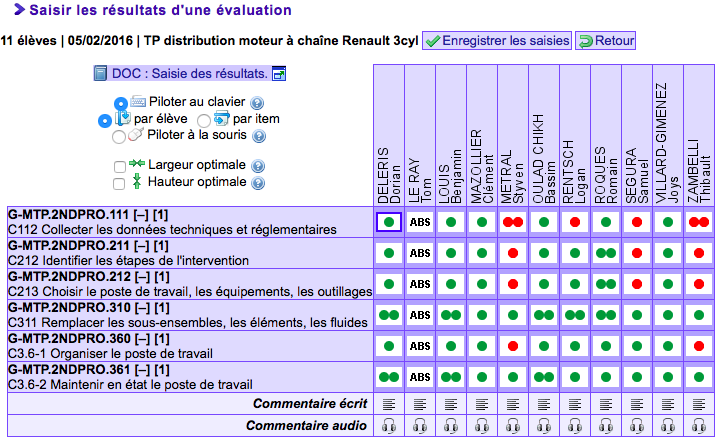 Saisir les résultats d'une évaluation
11 élèves | 05/02/2016 | TP distribution moteur à chaîne Renault 3cyl Enregistrer les saisies Retour
DOC : Saisie des résultats.
Piloter au clavier
par élève par item
Piloter à la souris
Largeur optimale
Hauteur optimale
DELERIS Dorian
LE RAY Tom
LOUIS Benjamin
MAZOLLIER Clément
METRAL Slyven
OULAD CHIKH Bassim
RENTSCH Logan
ROQUES Romain
SEGURA Samuel
VILLARD-GIMENEZ Joys
ZAMBELLI Thibault
G-MTP.2NDPRO.111 [--] [1]
C112 Collecter les données techniques et réglementaires ABS
G-MTP.2NDPRO.211 [--] [1]
C212 Identifier les étapes de l'intervention ABS
G-MTP.2NDPRO.212 [--] [1]
C213 Choisir le poste de travail, les équipements, les outillages ABS
G-MTP.2NDPRO.310 [--] [1]
C311 Remplacer les sous-ensembles, les éléments, les fluides ABS
G-MTP.2NDPRO.360 [--] [1]
C3.6-1 Organiser le poste de travail ABS
G-MTP.2NDPRO.361 [--] [1]
C3.6-2 Maintenir en état le poste de travail ABS
Commentaire écrit
Commentaire audio